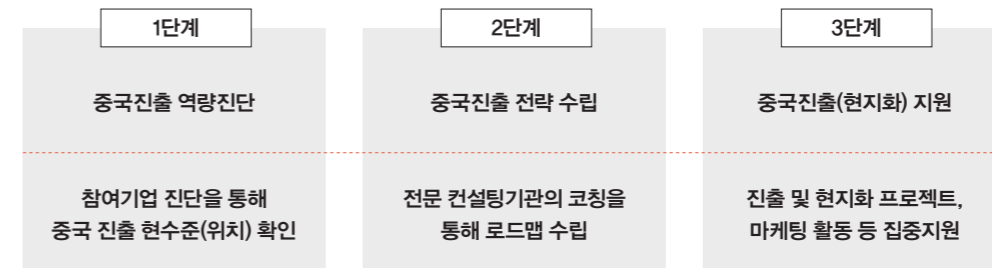 1단계
중국진출 역량진단
참여기업 진단을 통해
중국 진출 현수준(위치) 확인
2단계
중국진출 전략 수립
전문 컨설팅기관의 코칭을
통해 로드맵 수립
3단계
중국진출(현지화) 지원
진출 및 현지화 프로젝트,
마케팅 활동 등 집중지원